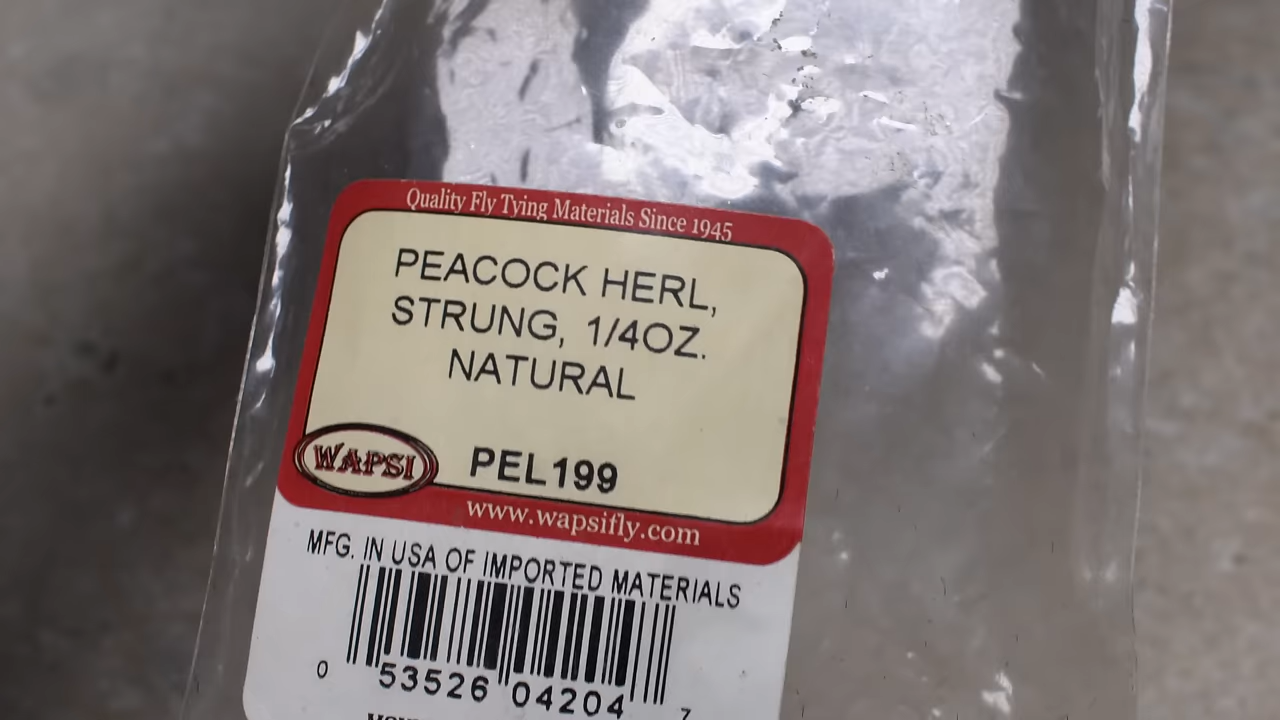 Quality Fly Tying Materials Since 1945
PEACOCK HERL,
STRUNG, 1/4OZ.
NATURAL
WAPSI
PEL199
www.wapsifly.com
MFG. IN USA OF IMPORTED MATERIALS
0 53526 04204 7